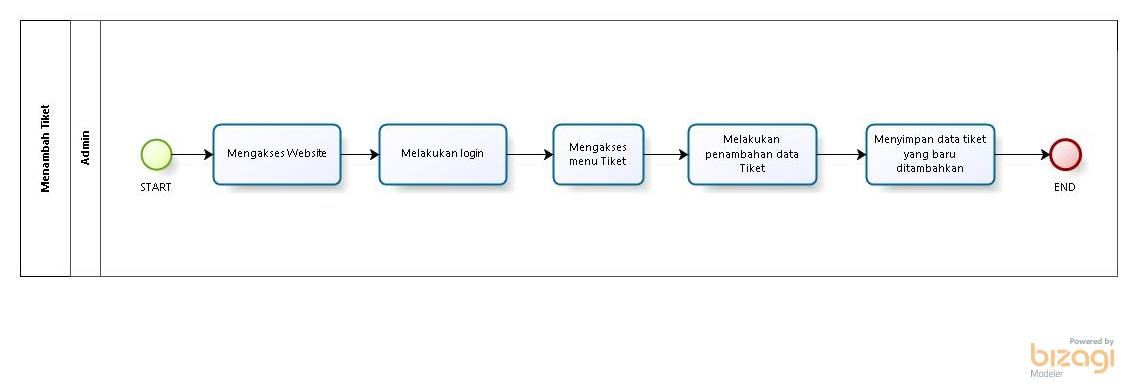 Menambah Tiket
Admin
START
Mengakses Website
Melakukan login
Mengakses
menu Tiket
Melakukan
penambahan data
Tiket
Menyimpan data tiket
yang baru
ditambahkan
END
Powered by
bizagi
Modeler